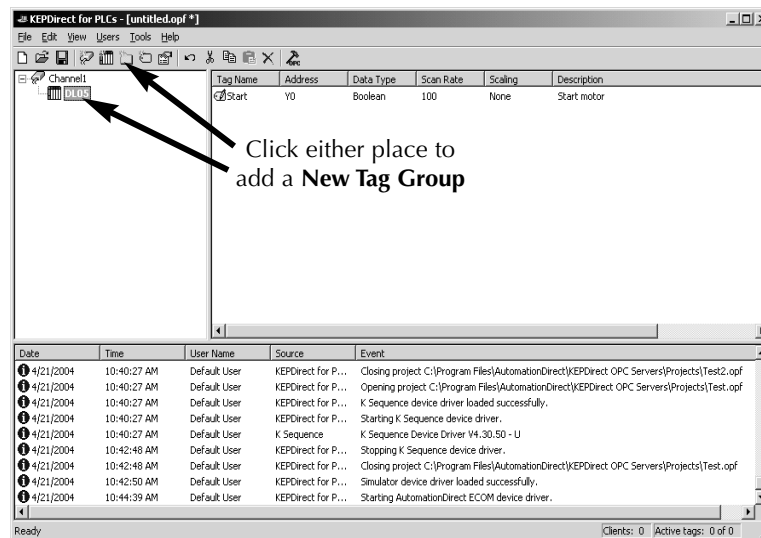 KEPDirect for PLCs - [untitled.opf *]
File Edit View Users Tools Help
Channel1
DL05
Tag Name Address Data Type Scan Rate Scaling Description
Start Y0 Boolean 100 None Start motor
Click either place to
add a New Tag Group
Date Time User Name Source Event
4/21/2004 10:40:27 AM Default User KEPDirect for P... Closing project C:\Program Files\AutomationDirect\KEPDirect OPC Servers\Projects\Test2.opf
4/21/2004 10:40:27 AM Default User KEPDirect for P... Opening project C:\Program Files\AutomationDirect\KEPDirect OPC Servers\Projects\Test.opf
4/21/2004 10:40:27 AM Default User KEPDirect for P... K Sequence device driver loaded successfully.
4/21/2004 10:40:27 AM Default User KEPDirect for P... Starting K Sequence device driver.
4/21/2004 10:40:27 AM Default User K Sequence K Sequence Device Driver V4.30.50 - U
4/21/2004 10:42:48 AM Default User KEPDirect for P... Stopping K Sequence device driver.
4/21/2004 10:42:48 AM Default User KEPDirect for P... Closing project C:\Program Files\AutomationDirect\KEPDirect OPC Servers\Projects\Test.opf
4/21/2004 10:42:50 AM Default User KEPDirect for P... Simulator device driver loaded successfully.
4/21/2004 10:44:39 AM Default User KEPDirect for P... Starting AutomationDirect ECOM device driver.
Ready Clients: 0 Active tags: 0 of 0